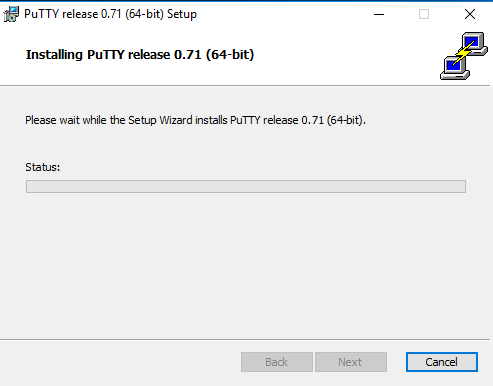 PuTTY release 0.71 (64-bit) Setup
Installing PuTTY release 0.71 (64-bit)
Please wait while the Setup Wizard installs PuTTY release 0.71 (64-bit).
Status:
Back
Next
Cancel